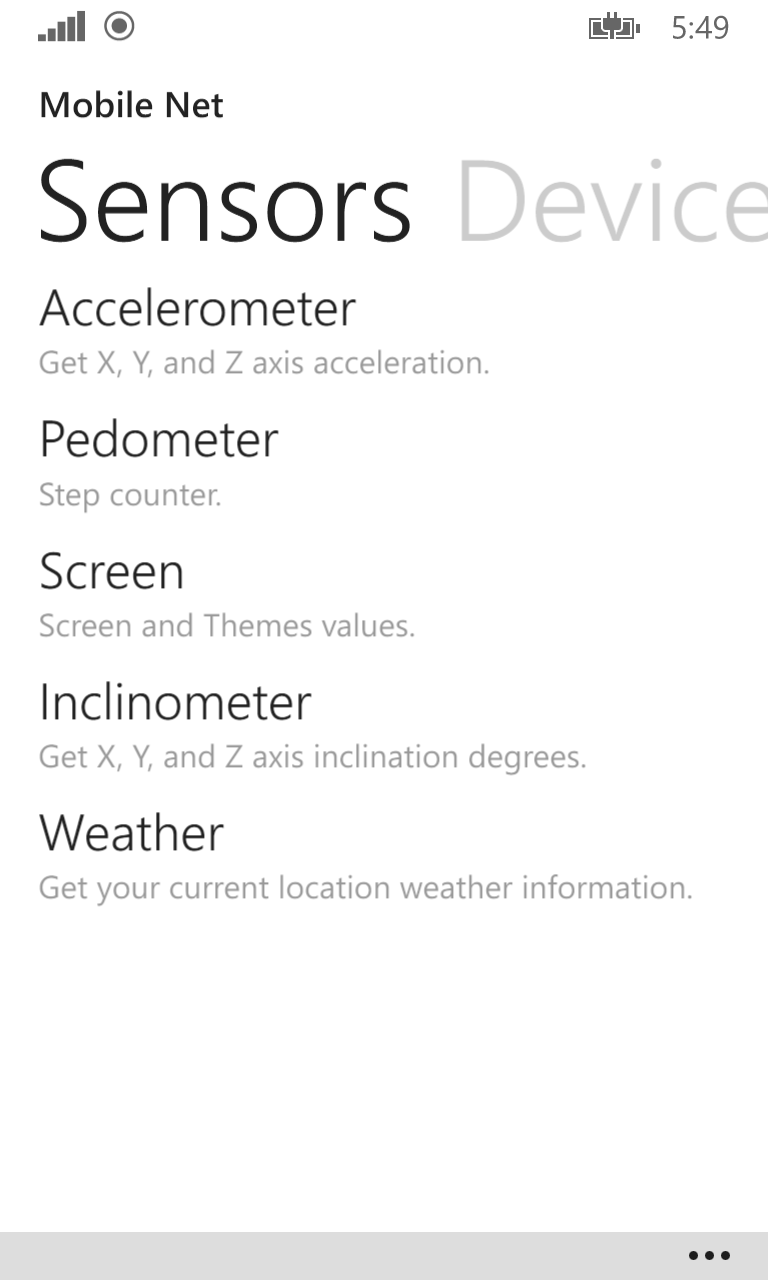 5:49
Mobile Net
Sensors Device
Accelerometer
Get X, Y, and Z axis acceleration.
Pedometer
Step counter.
Screen
Screen and Themes values.
Inclinometer
Get X, Y, and Z axis inclination degrees.
Weather
Get your current location weather information.